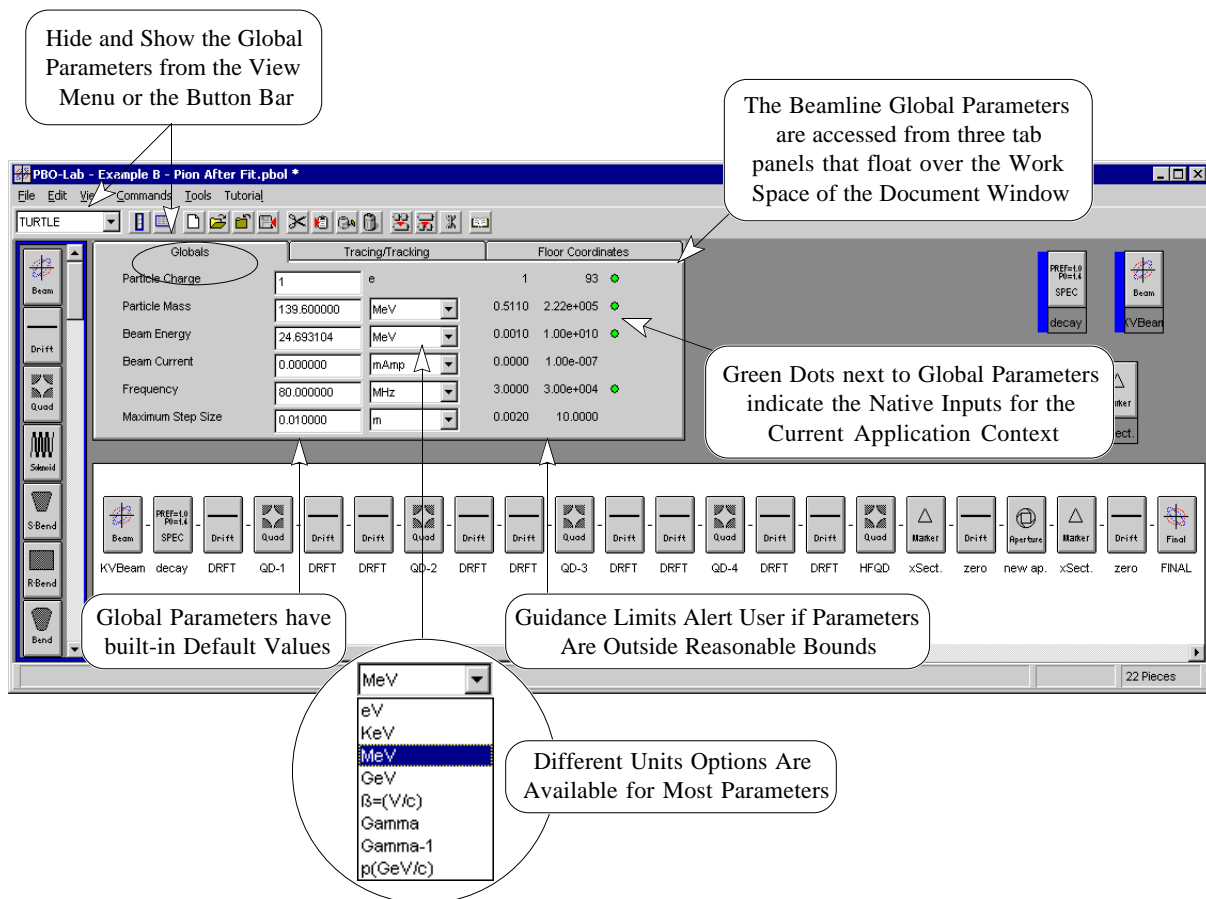 Hide and Show the Global
Parameters from the View
Menu or the Button Bar
The Beamline Global Parameters
are accessed from three tab
panels that float over the Work
Space of the Document Window
PBO-Lab - Example B - Pion After Fit.pbol *
File Edit Commands Tools Tutorial
TURTLE
Globals Tracing/Tracking Floor Coordinates
Particle Charge 1 e 1 93
Particle Mass 139.600000 MeV 0.5110 2.22e+005
Beam Energy 24.693104 MeV 0.0010 1.00e+010
Beam Current 0.000000 mAmp 0.0000 1.00e-007
Frequency 80.000000 MHz 3.0000 3.00e+004
Maximum Step Size 0.010000 m 0.0020 10.0000
Beam
Drift
Quad
Solenoid
S-Bend
R-Bend
Bend
PREF=1.0
P0=1.4
SPEC
decay
Beam
KVBeam
Green Dots next to Global Parameters
indicate the Native Inputs for the
Current Application Context
ect.
PREF=1.0
P0=1.4
Beam SPEC Drift Quad Drift Drift Quad Drift Drift Quad Drift Drift Quad Drift Drift Quad Marker Drift Aperture Marker Drift Final
KVBeam decay DRFT QD-1 DRFT DRFT QD-2 DRFT DRFT QD-3 DRFT DRFT QD-4 DRFT DRFT HFQD xSect. zero new ap. xSect. zero FINAL
Global Parameters have
built-in Default Values
Guidance Limits Alert User if Parameters
Are Outside Reasonable Bounds
22 Pieces
MeV
eV
KeV
MeV
GeV
ß=(V/c)
Gamma
Gamma-1
p(GeV/c)
Different Units Options Are
Available for Most Parameters